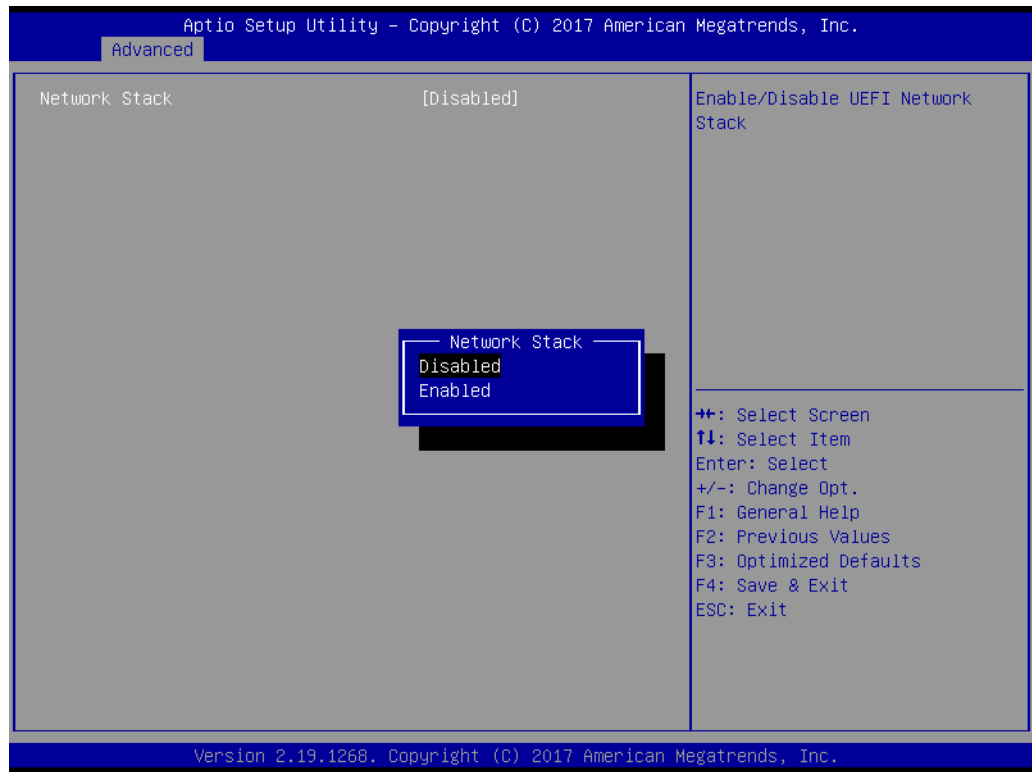 Aptio Setup Utility – Copyright (C) 2017 American Megatrends, Inc.
Advanced
Network Stack [Disabled]
Enable/Disable UEFI Network
Stack
Network Stack
Disabled
Enabled
→←: Select Screen
↑↓: Select Item
Enter: Select
+/-: Change Opt.
F1: General Help
F2: Previous Values
F3: Optimized Defaults
F4: Save & Exit
ESC: Exit
Version 2.19.1268. Copyright (C) 2017 American Megatrends, Inc.